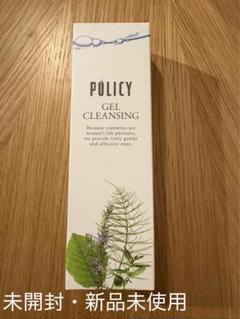 POLICY
GEL
CLEANSING
Because cosmetics are
women's life partners,
we provide truly gentle
and effective ones.
未開封・新品未使用